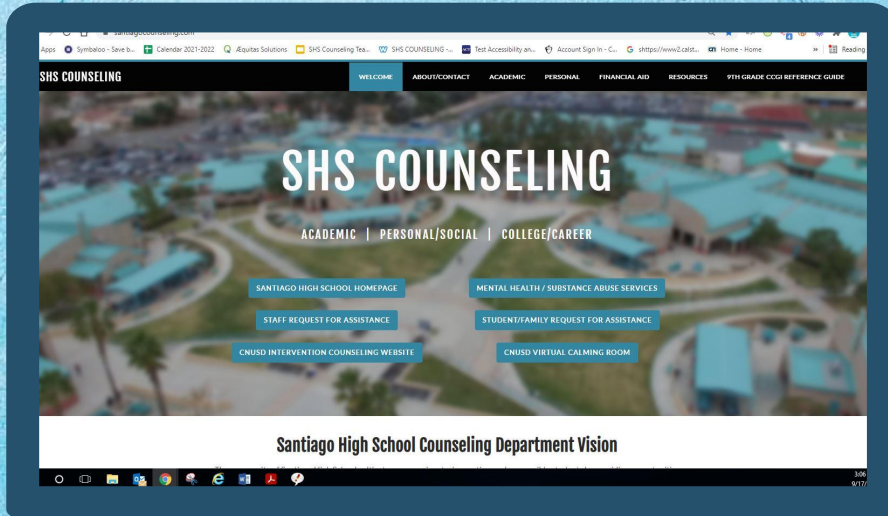 santiagocounseling.com
Apps Symbaloo - Save b... Calendar 2021-2022 Æquitas Solutions SHS Counseling Tea... SHS COUNSELING -... Test Accessibility an... Account Sign In - C... shttps://www2.calst... Home - Home » Reading
SHS COUNSELING WELCOME ABOUT/CONTACT ACADEMIC PERSONAL FINANCIAL AID RESOURCES 9TH GRADE CCGI REFERENCE GUIDE
SHS COUNSELING
ACADEMIC | PERSONAL/SOCIAL | COLLEGE/CAREER
SANTIAGO HIGH SCHOOL HOMEPAGE MENTAL HEALTH / SUBSTANCE ABUSE SERVICES
STAFF REQUEST FOR ASSISTANCE STUDENT/FAMILY REQUEST FOR ASSISTANCE
CNUSD INTERVENTION COUNSELING WEBSITE CNUSD VIRTUAL CALMING ROOM
Santiago High School Counseling Department Vision
3:06
9/17/